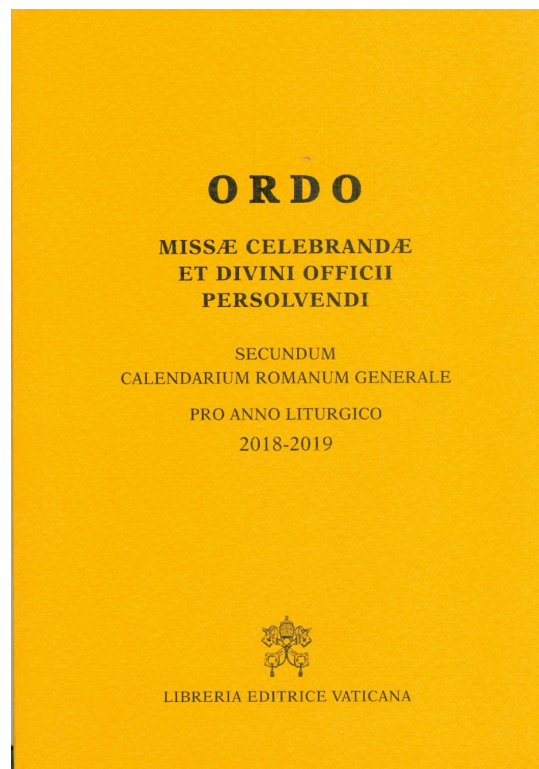 ORDO
MISSÆ CELEBRANDÆ
ET DIVINI OFFICII
PERSOLVENDI
SECUNDUM
CALENDARIUM ROMANUM GENERALE
PRO ANNO LITURGICO
2018-2019
LIBRERIA EDITRICE VATICANA